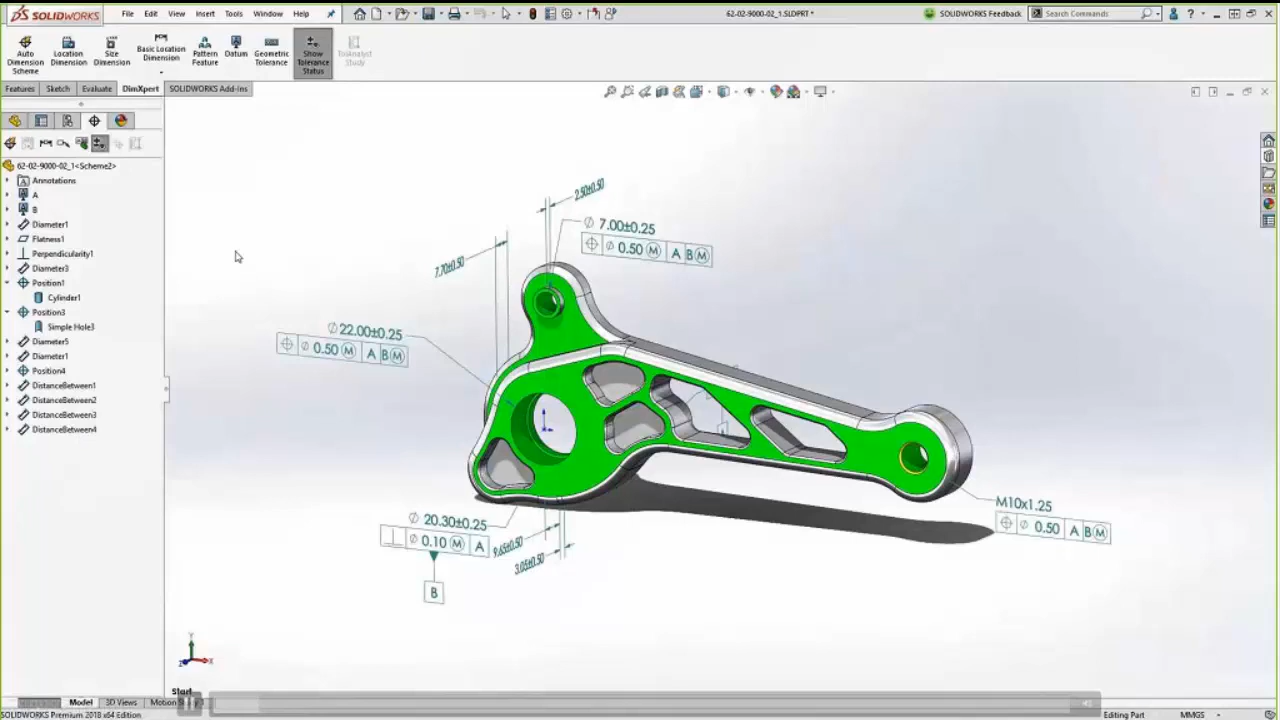 SOLIDWORKS File Edit View Insert Tools Window Help 62-02-9000-02_1.SLDPRT * SOLIDWORKS Feedback Search Commands ?
Auto Dimension Scheme
Location Dimension
Size Dimension
Basic Location Dimension
Pattern Feature
Datum
Geometric Tolerance
Show Tolerance Status
TolAnalyst Study
Features Sketch Evaluate DimXpert SOLIDWORKS Add-Ins
62-02-9000-02_1<Scheme2>
Annotations
A
B
Diameter1
Flatness1
Perpendicularity1
Diameter3
Position1
Cylinder1
Position3
Simple Hole3
Diameter5
Diameter1
Position4
DistanceBetween1
DistanceBetween2
DistanceBetween3
DistanceBetween4
2.50±0.50
∅ 7.00±0.25
⌖ ∅ 0.50 Ⓜ A BⓂ
7.70±0.50
∅ 22.00±0.25
⌖ ∅ 0.50 Ⓜ A BⓂ
∅ 20.30±0.25
⊥ ∅ 0.10 Ⓜ A
9.65±0.50
3.05±0.50
B
M10x1.25
⌖ ∅ 0.50 A BⓂ
Y
Z X
Start
Model 3D Views Motion
SOLIDWORKS Premium 2018 x64 Edition Editing Part MMGS